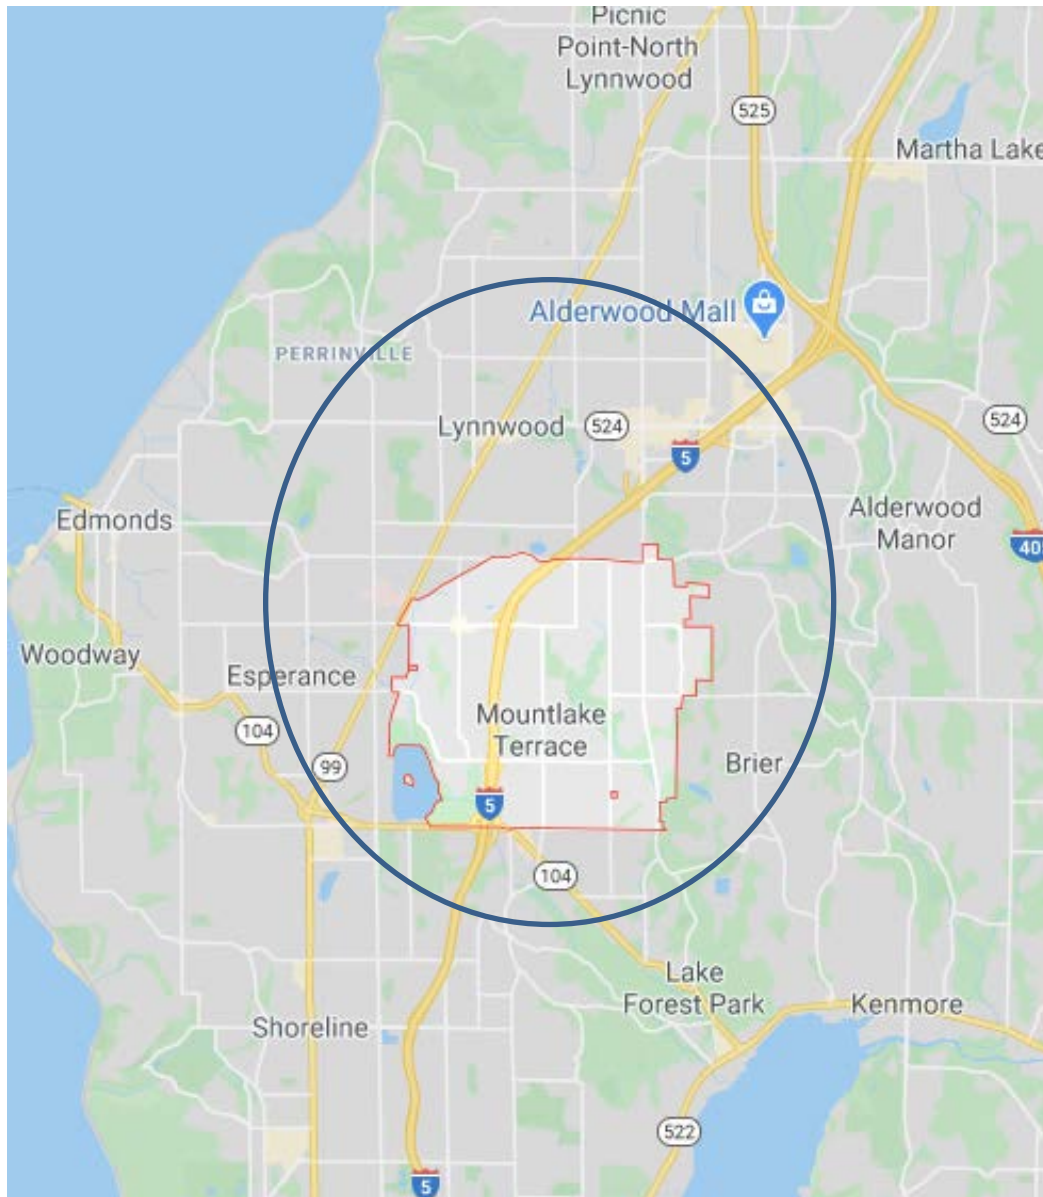 Picnic
Point-North
Lynnwood
525
Martha Lake
Alderwood Mall
PERRINVILLE
Lynnwood
524
524
5
Edmonds
Alderwood
Manor
40
Woodway
Esperance
Mountlake
Terrace
104
99
Brier
5
104
Lake
Forest Park
Kenmore
Shoreline
522
5